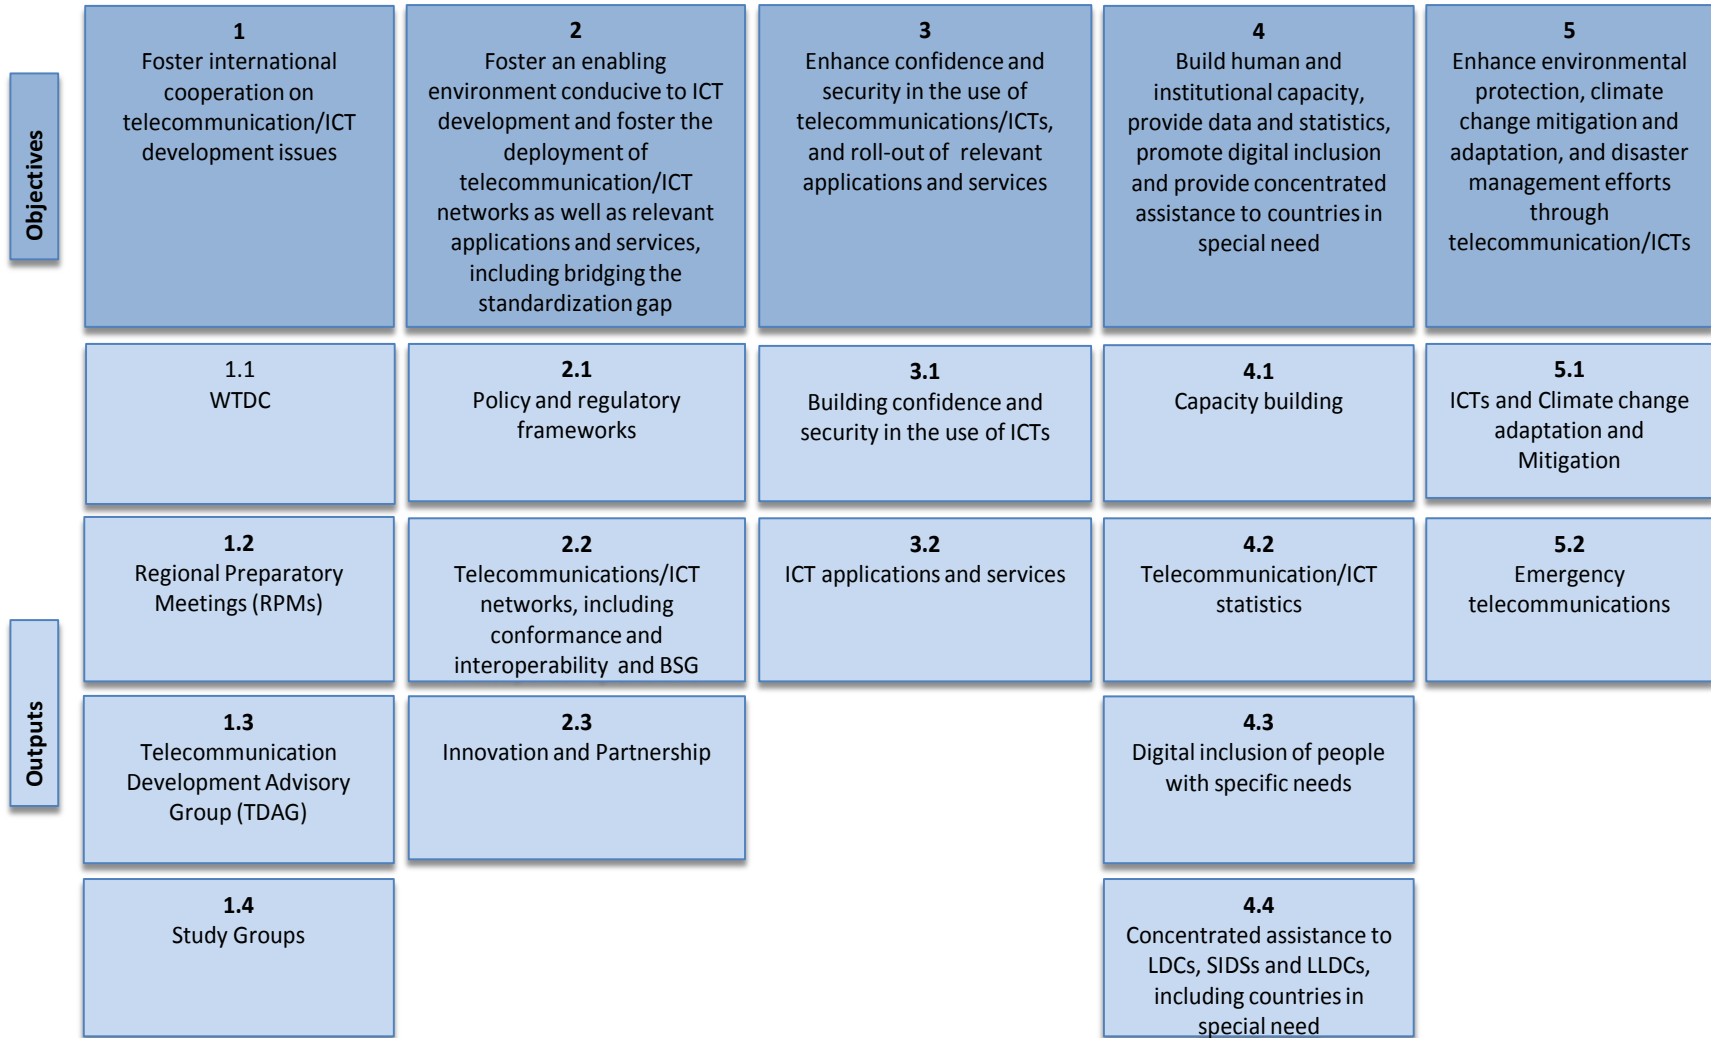 Objectives
1
Foster international
cooperation on
telecommunication/ICT
development issues
2
Foster an enabling
environment conducive to ICT
development and foster the
deployment of
telecommunication/ICT
networks as well as relevant
applications and services,
including bridging the
standardization gap
3
Enhance confidence and
security in the use of
telecommunications/ICTs,
and roll-out of relevant
applications and services
4
Build human and
institutional capacity,
provide data and statistics,
promote digital inclusion
and provide concentrated
assistance to countries in
special need
5
Enhance environmental
protection, climate
change mitigation and
adaptation, and disaster
management efforts
through
telecommunication/ICTs
Outputs
1.1
WTDC
2.1
Policy and regulatory
frameworks
3.1
Building confidence and
security in the use of ICTs
4.1
Capacity building
5.1
ICTs and Climate change
adaptation and
Mitigation
1.2
Regional Preparatory
Meetings (RPMs)
2.2
Telecommunications/ICT
networks, including
conformance and
interoperability and BSG
3.2
ICT applications and services
4.2
Telecommunication/ICT
statistics
5.2
Emergency
telecommunications
1.3
Telecommunication
Development Advisory
Group (TDAG)
2.3
Innovation and Partnership
4.3
Digital inclusion of people
with specific needs
1.4
Study Groups
4.4
Concentrated assistance to
LDCs, SIDSs and LLDCs,
including countries in
special need